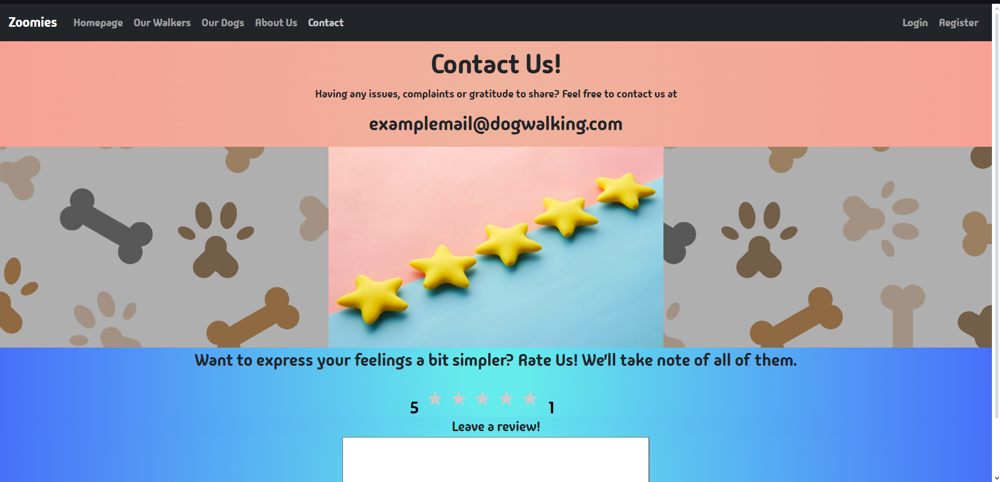 Zoomies Homepage Our Walkers Our Dogs About Us Contact Login Register
Contact Us!
Having any issues, complaints or gratitude to share? Feel free to contact us at
examplemail@dogwalking.com
Want to express your feelings a bit simpler? Rate Us! We'll take note of all of them.
5 ★ ★ ★ ★ ★ 1
Leave a review!